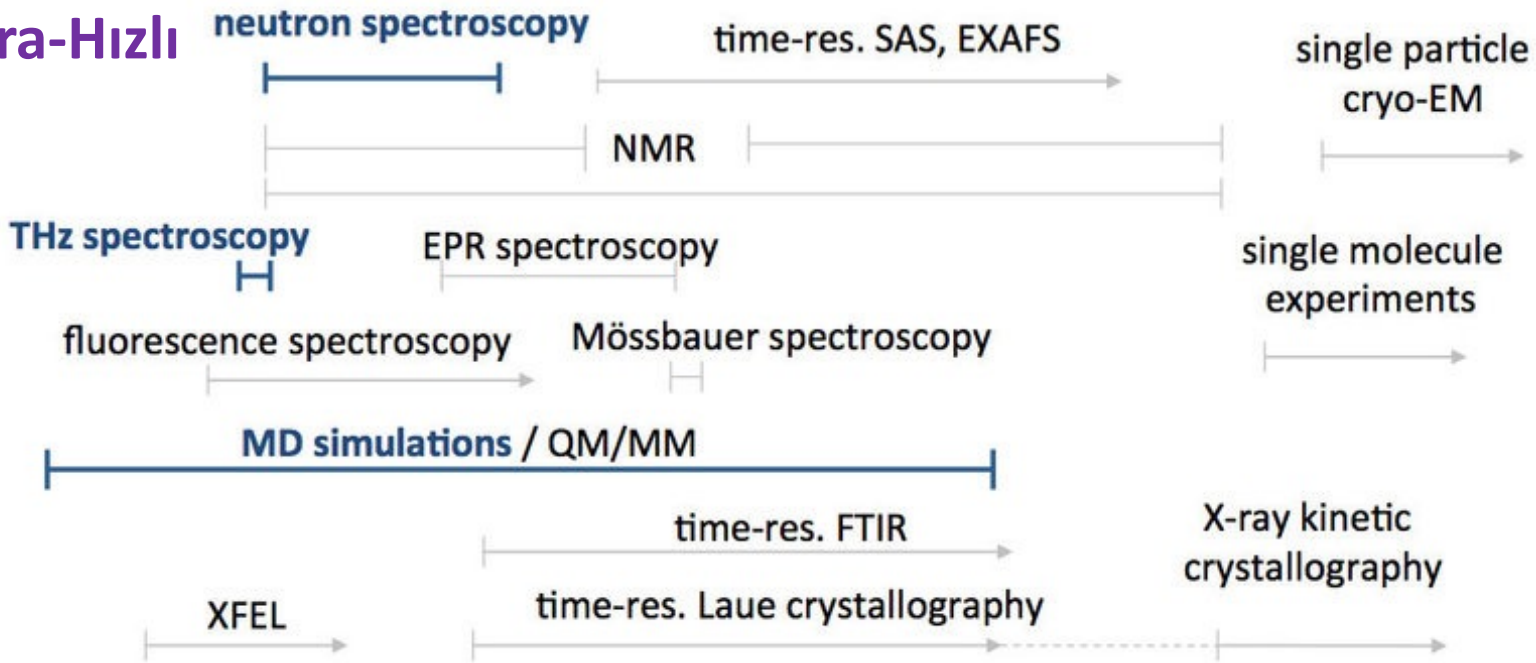 ra-Hızlı
neutron spectroscopy
time-res. SAS, EXAFS
single particle
cryo-EM
NMR
THz spectroscopy
EPR spectroscopy
single molecule
experiments
fluorescence spectroscopy
Mössbauer spectroscopy
MD simulations / QM/MM
time-res. FTIR
X-ray kinetic
crystallography
XFEL
time-res. Laue crystallography